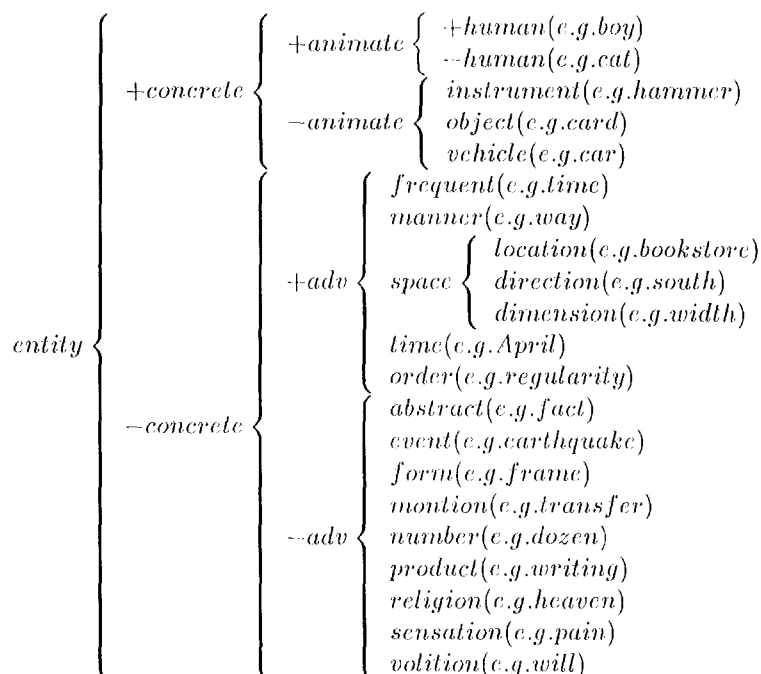 +human(e.g.boy)
+animate
--human(e.g.cat)
+concrete
instrument(e.g.hammer)
-animate object(e.g.card)
vehicle(e.g.car)
frequent(e.g.time)
manner(e.g.way)
location(e.g.bookstore)
+adv space direction(e.g.south)
dimension(e.g.width)
entity
time(e.g.April)
order(e.g.regularity)
-concrete abstract(e.g.fact)
event(e.g.earthquake)
form(e.g.frame)
montion(e.g.transfer)
--adv number(e.g.dozen)
product(e.g.writing)
religion(e.g.heaven)
sensation(e.g.pain)
volition(e.g.will)